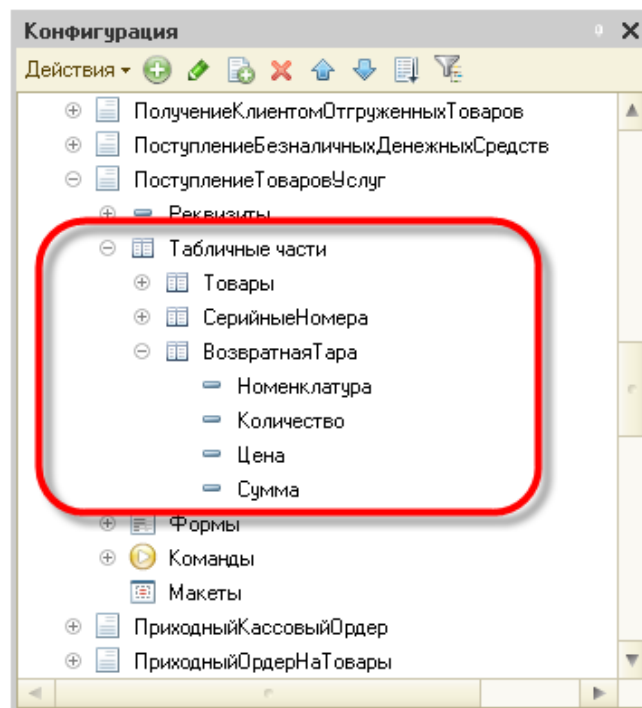 Конфигурация
Действия
ПолучениеКлиентомОтгруженныхТоваров
ПоступлениеБезналичныхДенежныхСредств
ПоступлениеТоваровУслуг
Реквизиты
Табличные части
Товары
СерийныеНомера
ВозвратнаяТара
Номенклатура
Количество
Цена
Сумма
Формы
Команды
Макеты
ПриходныйКассовыйОрдер
ПриходныйОрдерНаТовары